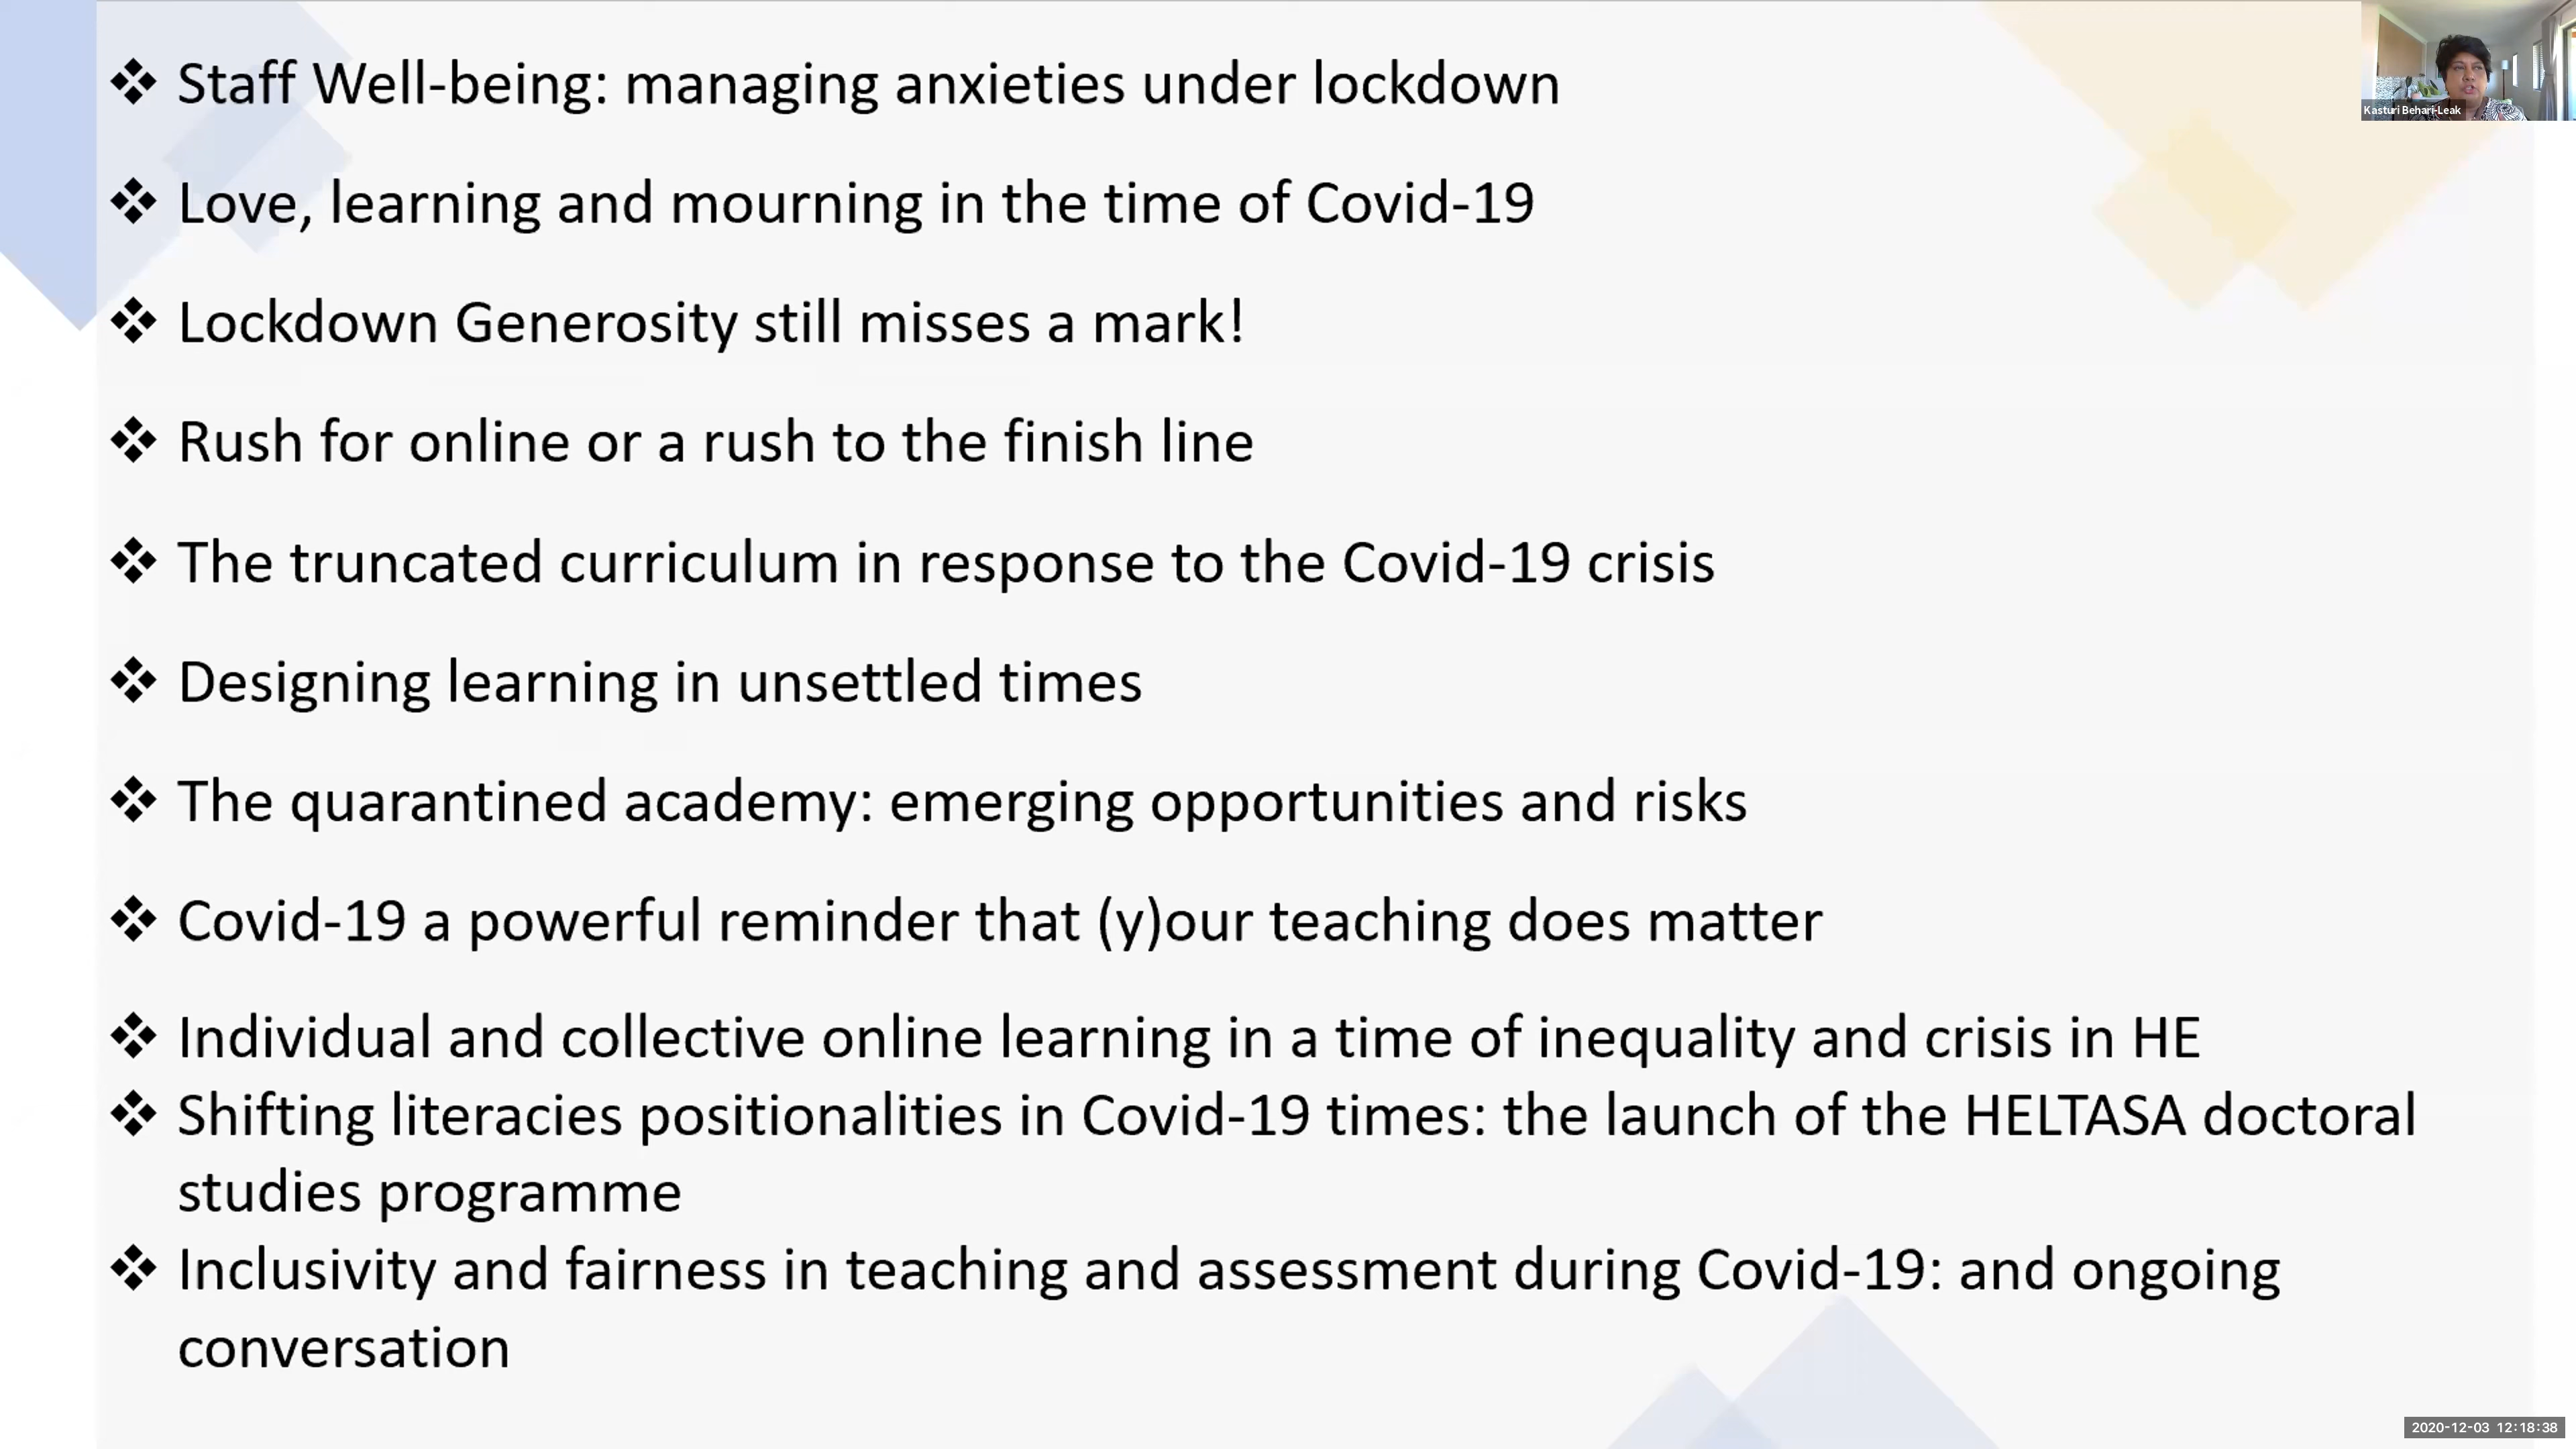 ❖ Staff Well-being: managing anxieties under lockdown
❖ Love, learning and mourning in the time of Covid-19
❖ Lockdown Generosity still misses a mark!
❖ Rush for online or a rush to the finish line
❖ The truncated curriculum in response to the Covid-19 crisis
❖ Designing learning in unsettled times
❖ The quarantined academy: emerging opportunities and risks
❖ Covid-19 a powerful reminder that (y)our teaching does matter
❖ Individual and collective online learning in a time of inequality and crisis in HE
❖ Shifting literacies positionalities in Covid-19 times: the launch of the HELTASA doctoral
studies programme
❖ Inclusivity and fairness in teaching and assessment during Covid-19: and ongoing
conversation
Kasturi Behari-Leak
2020-12-03 12:18:38